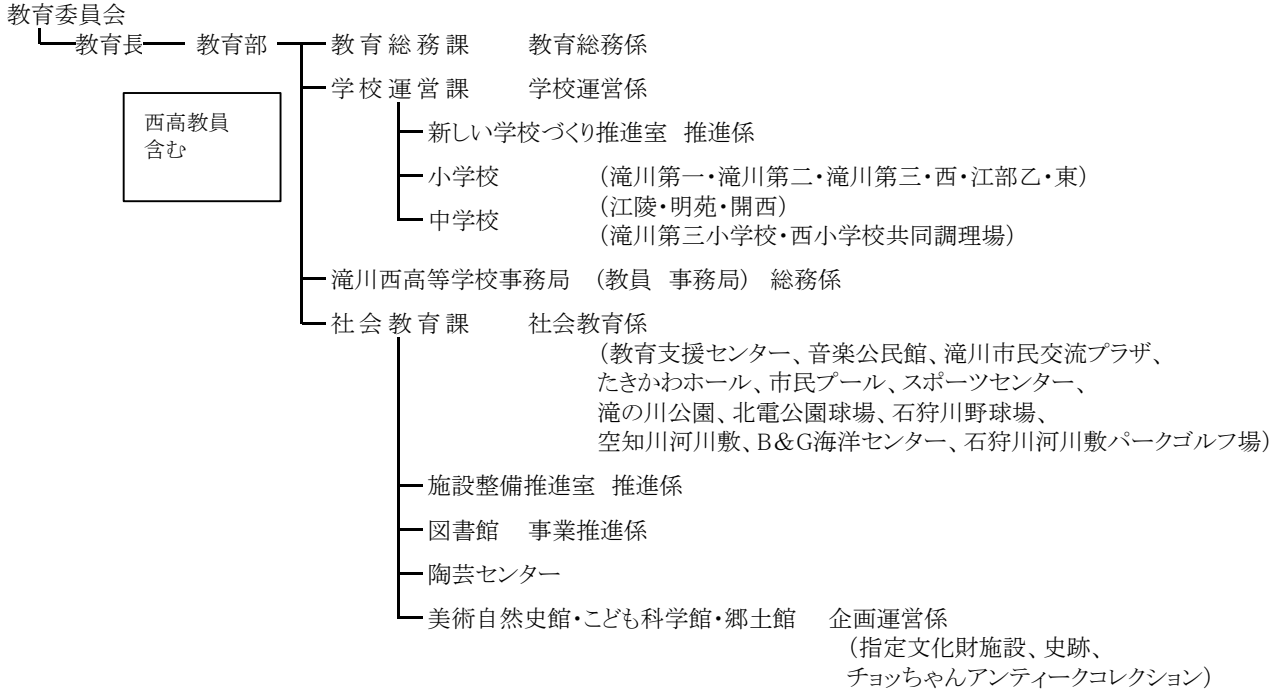 教育委員会
教育長 教育部 教育総務課 教育総務係
学校運営課 学校運営係
西高教員
含む
新しい学校づくり推進室 推進係
小学校 （滝川第一・滝川第二・滝川第三・西・江部乙・東）
中学校 （江陵・明苑・開西）
（滝川第三小学校・西小学校共同調理場）
滝川西高等学校事務局 （教員 事務局） 総務係
社会教育課 社会教育係
（教育支援センター、音楽公民館、滝川市民交流プラザ、
たきかわホール、市民プール、スポーツセンター、
滝の川公園、北電公園球場、石狩川野球場、
空知川河川敷、B＆G海洋センター、石狩川河川敷パークゴルフ場）
施設整備推進室 推進係
図書館 事業推進係
陶芸センター
美術自然史館・こども科学館・郷土館 企画運営係
（指定文化財施設、史跡、
チョッちゃんアンティークコレクション）